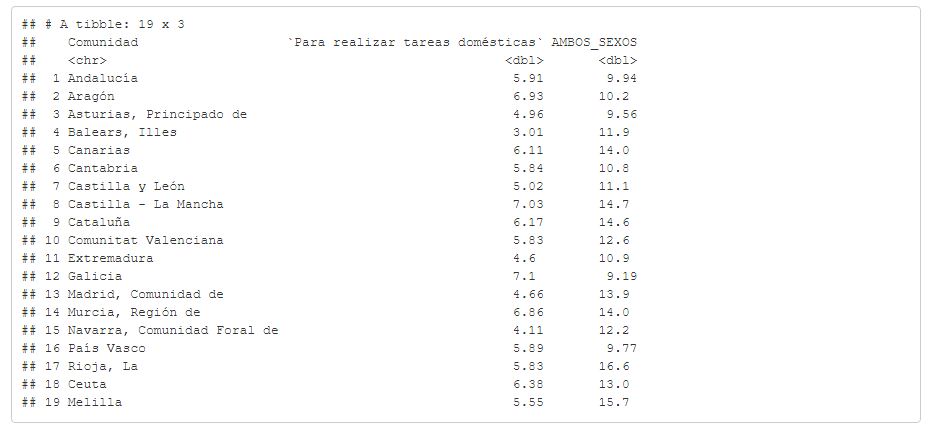 ## # A tibble: 19 x 3
##    Comunidad                    `Para realizar tareas domésticas` AMBOS_SEXOS
##    <chr>                                                    <dbl>       <dbl>
##  1 Andalucía                                                 5.91        9.94
##  2 Aragón                                                    6.93       10.2
##  3 Asturias, Principado de                                   4.96        9.56
##  4 Balears, Illes                                            3.01       11.9
##  5 Canarias                                                  6.11       14.0
##  6 Cantabria                                                 5.84       10.8
##  7 Castilla y León                                           5.02       11.1
##  8 Castilla - La Mancha                                      7.03       14.7
##  9 Cataluña                                                  6.17       14.6
## 10 Comunitat Valenciana                                      5.83       12.6
## 11 Extremadura                                               4.6        10.9
## 12 Galicia                                                   7.1         9.19
## 13 Madrid, Comunidad de                                      4.66       13.9
## 14 Murcia, Región de                                         6.86       14.0
## 15 Navarra, Comunidad Foral de                               4.11       12.2
## 16 País Vasco                                                5.89        9.77
## 17 Rioja, La                                                 5.83       16.6
## 18 Ceuta                                                     6.38       13.0
## 19 Melilla                                                   5.55       15.7